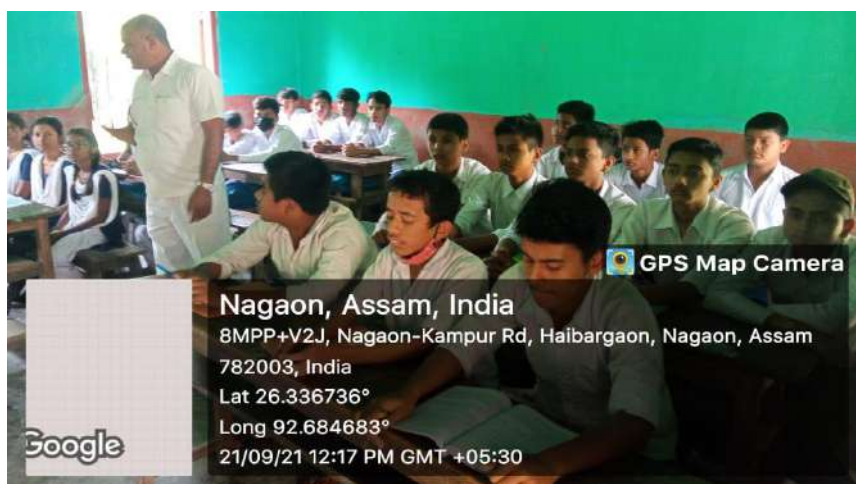 GPS Map Camera
Nagaon, Assam, India
8MPP+V2J, Nagaon-Kampur Rd, Haibargaon, Nagaon, Assam
782003, India
Lat 26.336736°
Long 92.684683°
21/09/21 12:17 PM GMT +05:30
Google